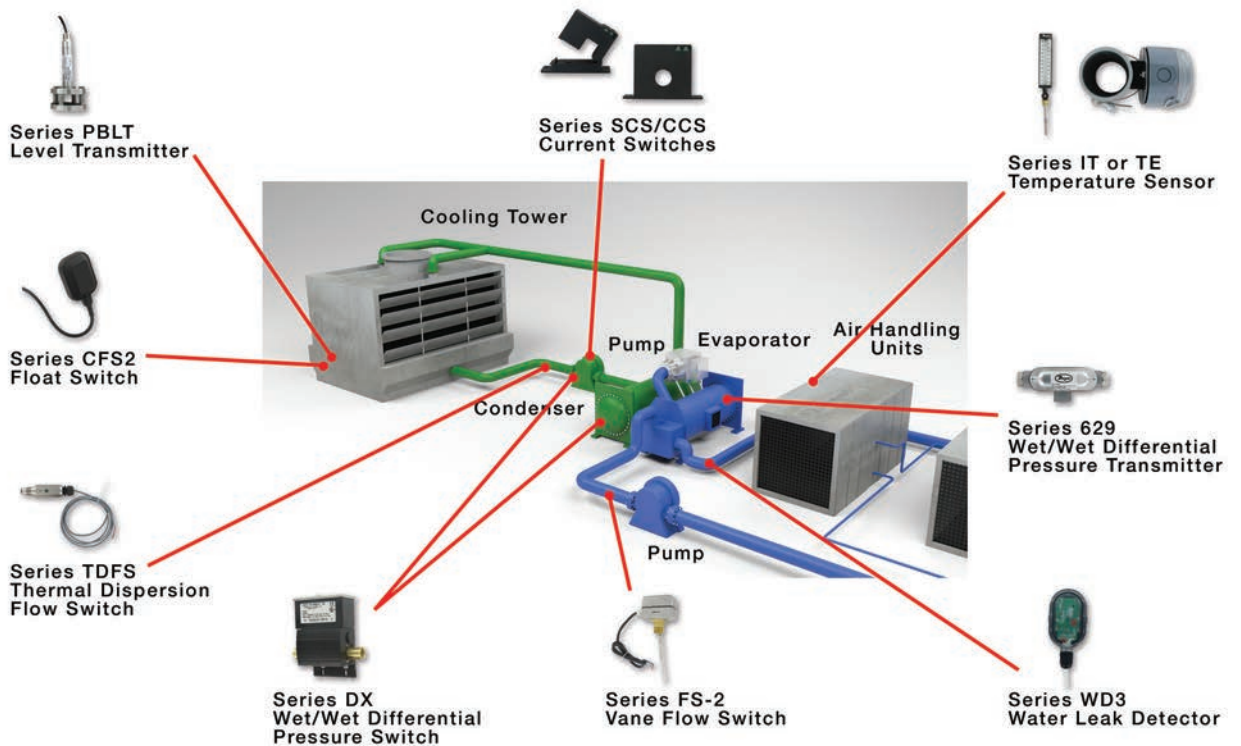 Series PBLT
Level Transmitter
Series SCS/CCS
Current Switches
Series IT or TE
Temperature Sensor
Cooling Tower
Series CFS2
Float Switch
Pump
Evaporator
Air Handling
Units
Condenser
Series 629
Wet/Wet Differential
Pressure Transmitter
Series TDFS
Thermal Dispersion
Flow Switch
Pump
Series DX
Wet/Wet Differential
Pressure Switch
Series FS-2
Vane Flow Switch
Series WD3
Water Leak Detector